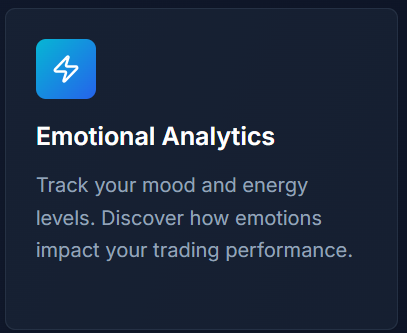 Emotional Analytics
Track your mood and energy
levels. Discover how emotions
impact your trading performance.